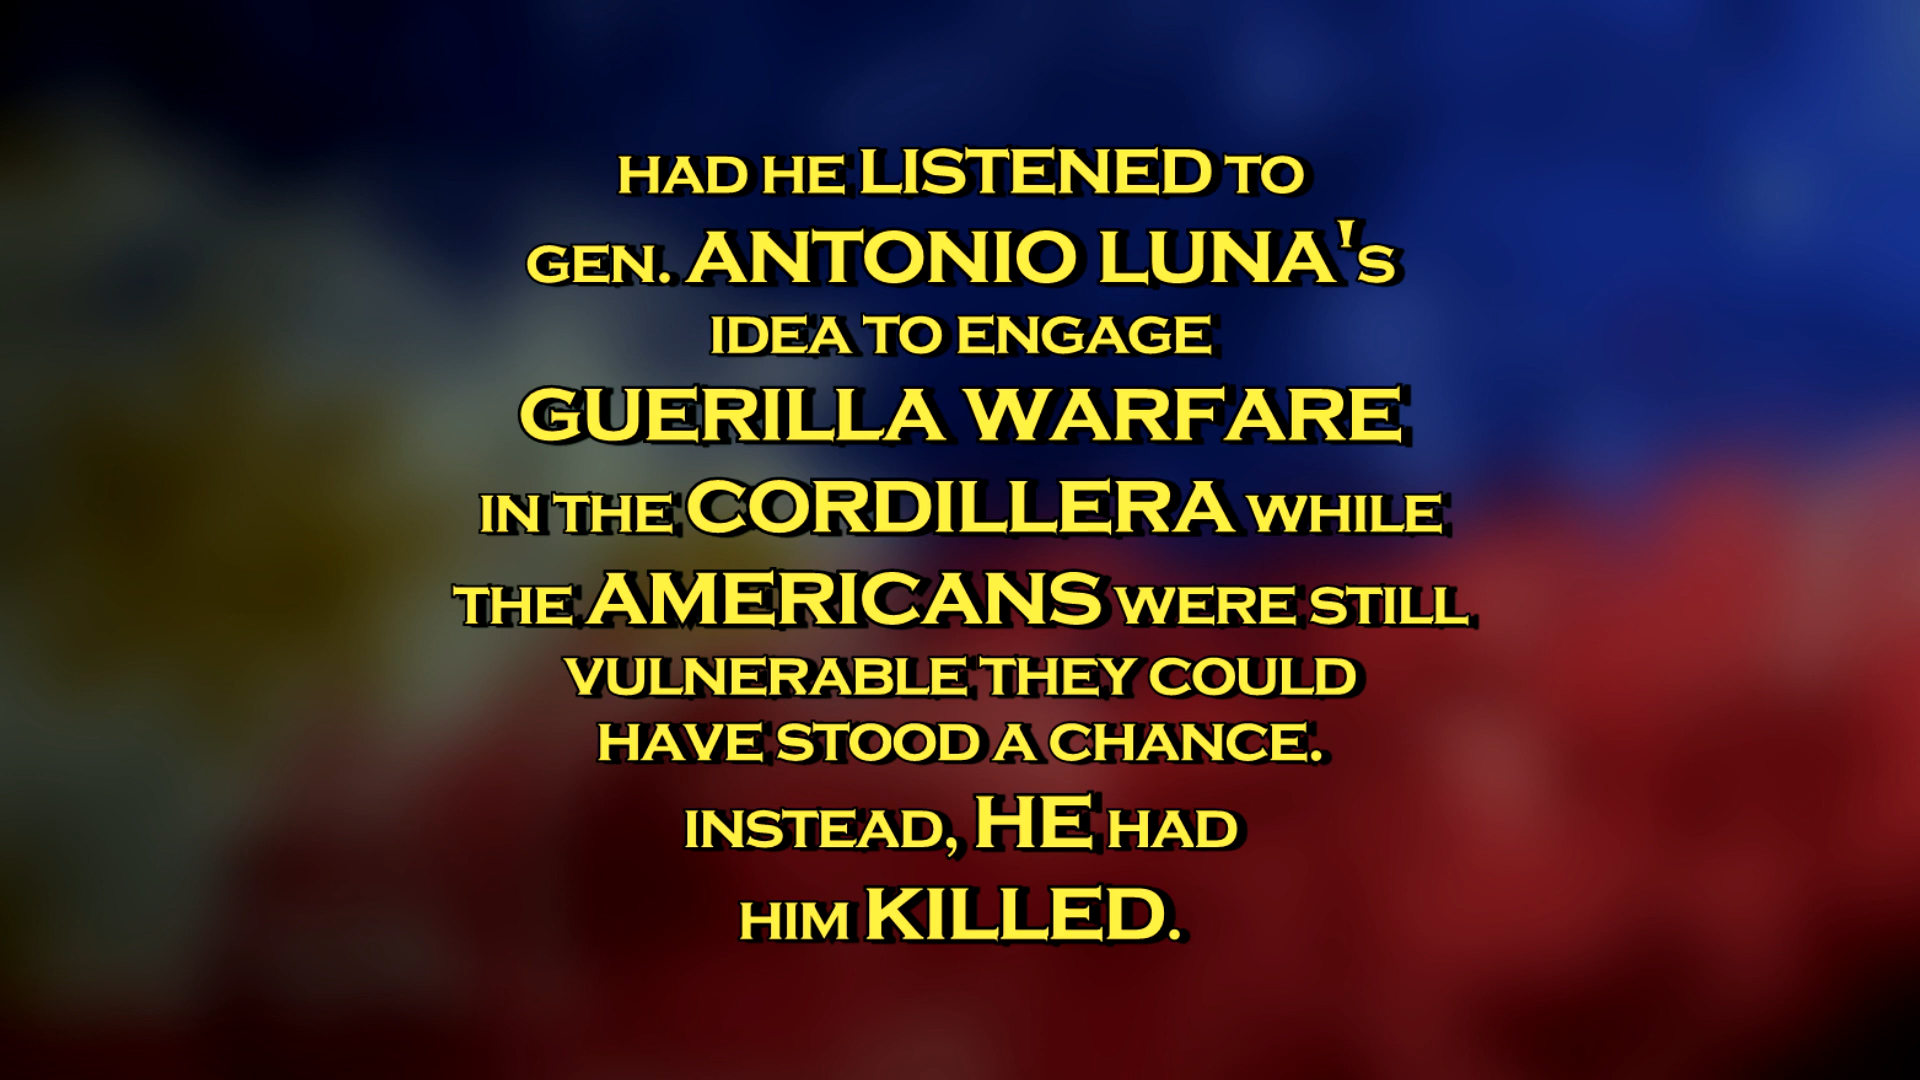 HAD HE LISTENED TO
GEN. ANTONIO LUNA'S
IDEA TO ENGAGE
GUERILLA WARFARE
IN THE CORDILLERA WHILE
THE AMERICANS WERE STILL
VULNERABLE THEY COULD
HAVE STOOD A CHANCE.
INSTEAD, HE HAD
HIM KILLED.